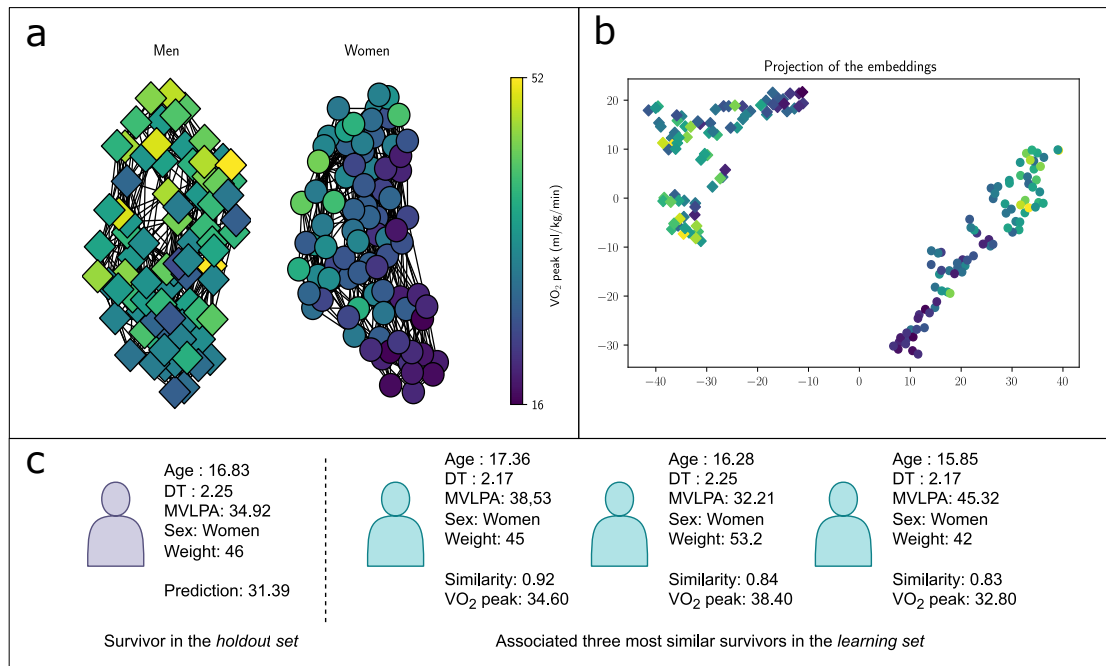 a
Men
Women
52
VO₂ peak (ml/kg/min)
16
b
Projection of the embeddings
20
10
0
−10
−20
−30
−40
−30
−20
−10
0
10
20
30
40
c
Age : 16.83
DT : 2.25
MVLPA: 34.92
Sex: Women
Weight: 46
Prediction: 31.39
Survivor in the holdout set
Age : 17.36
DT : 2.17
MVLPA: 38,53
Sex: Women
Weight: 45
Similarity: 0.92
VO₂ peak: 34.60
Age : 16.28
DT : 2.25
MVLPA: 32.21
Sex: Women
Weight: 53.2
Similarity: 0.84
VO₂ peak: 38.40
Age : 15.85
DT : 2.17
MVLPA: 45.32
Sex: Women
Weight: 42
Similarity: 0.83
VO₂ peak: 32.80
Associated three most similar survivors in the learning set